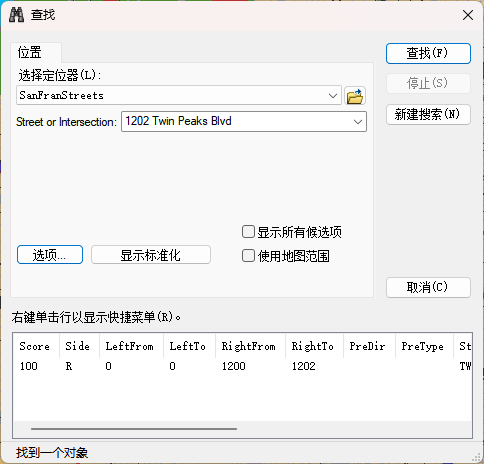 查找
位置
选择定位器(L):
SanFranStreets
Street or Intersection: 1202 Twin Peaks Blvd
显示所有候选项
选项... 显示标准化 使用地图范围
查找(F)
停止(S)
新建搜索(N)
取消(C)
右键单击行以显示快捷菜单(R)。
Score Side LeftFrom LeftTo RightFrom RightTo PreDir PreType St
100 R 0 0 1200 1202 TW
找到一个对象